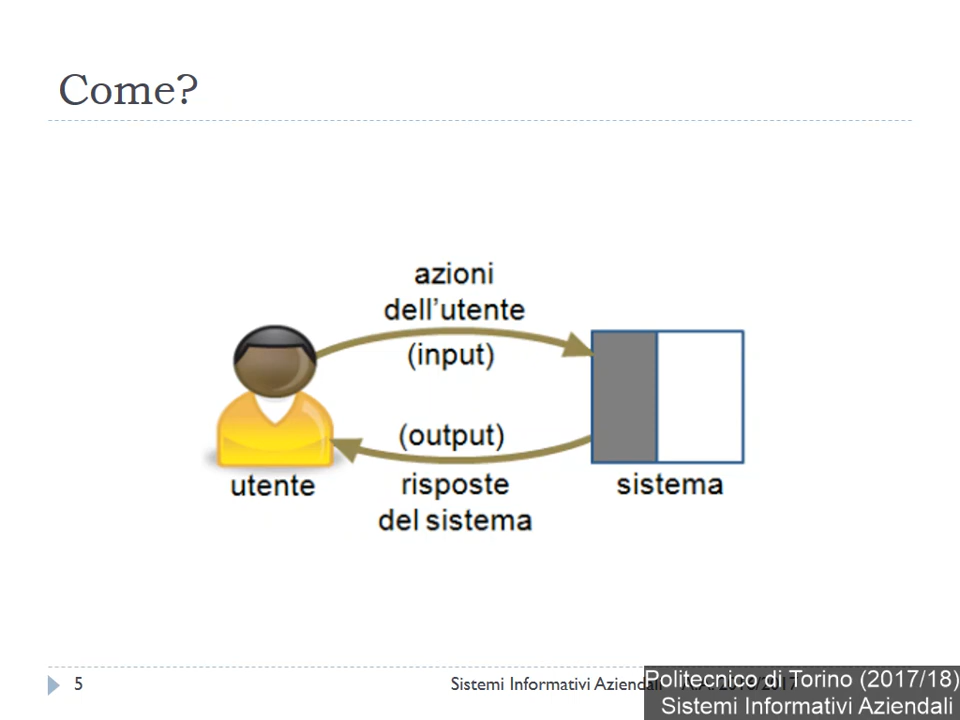 Come?
azioni
dell'utente
(input)
(output)
utente
risposte
del sistema
sistema
5
Sistemi Informativi Aziendali
Politecnico di Torino (2017/18)
Sistemi Informativi Aziendali